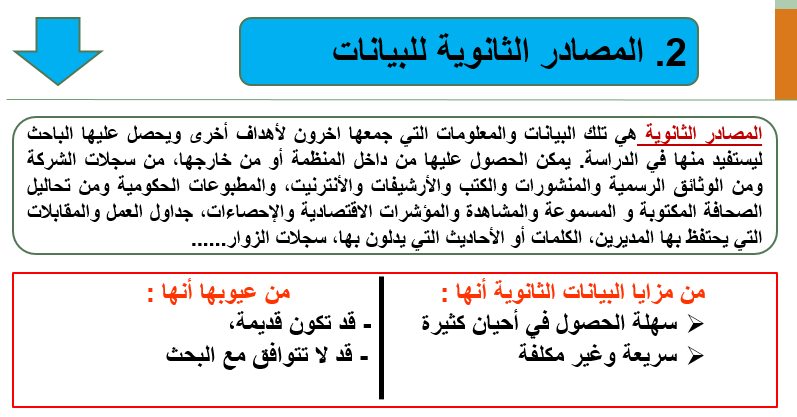 2. المصادر الثانوية للبيانات
المصادر الثانوية هي تلك البيانات والمعلومات التي جمعها اخرون لأهداف أخرى ويحصل عليها الباحث
ليستفيد منها في الدراسة. يمكن الحصول عليها من داخل المنظمة أو من خارجها، من سجلات الشركة
ومن الوثائق الرسمية والمنشورات والكتب والأرشيفات والأنترنيت، والمطبوعات الحكومية ومن تحاليل
الصحافة المكتوبة و المسموعة والمشاهدة والمؤشرات الاقتصادية والإحصاءات، جداول العمل والمقابلات
التي يحتفظ بها المديرين، الكلمات أو الأحاديث التي يدلون بها، سجلات الزوار......
من مزايا البيانات الثانوية أنها :
➢ سهلة الحصول في أحيان كثيرة
➢ سريعة وغير مكلفة
من عيوبها أنها :
- قد تكون قديمة،
- قد لا تتوافق مع البحث